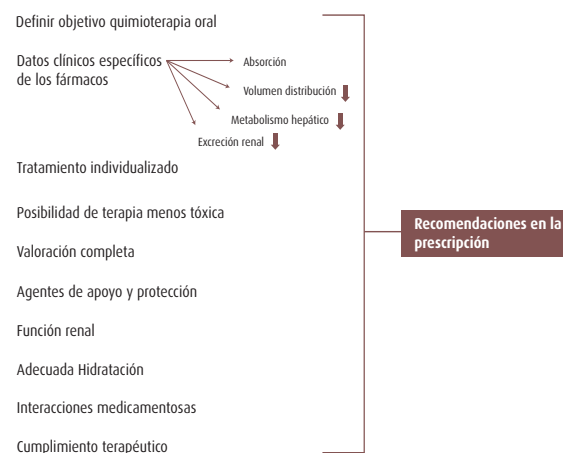 Definir objetivo quimioterapia oral
Datos clínicos específicos
de los fármacos
Absorción
Volumen distribución
Metabolismo hepático
Excreción renal
Tratamiento individualizado
Posibilidad de terapia menos tóxica
Recomendaciones en la
prescripción
Valoración completa
Agentes de apoyo y protección
Función renal
Adecuada Hidratación
Interacciones medicamentosas
Cumplimiento terapéutico